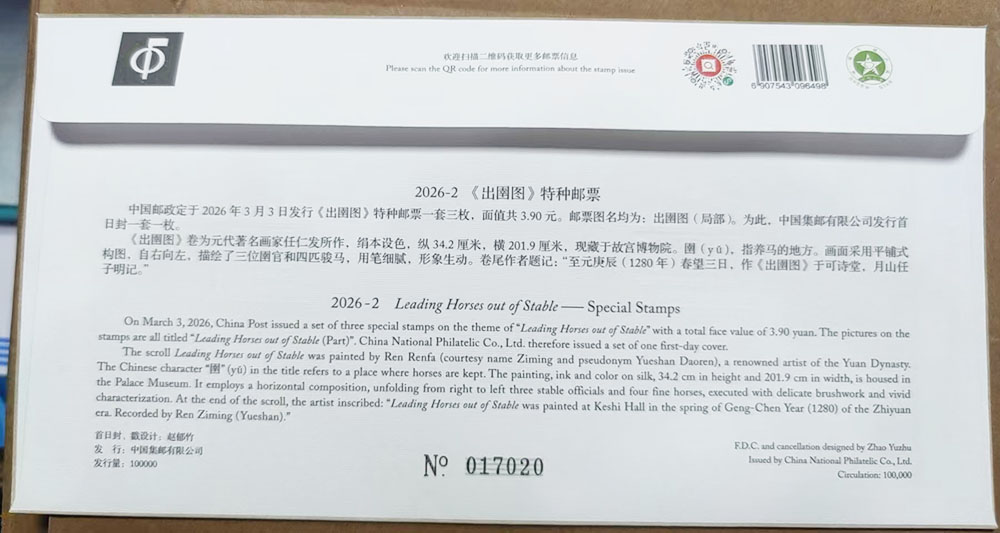 欢迎扫描二维码获取更多邮票信息
Please scan the QR code for more information about the stamp issue
6 907543 096498
2026-2 《出圉图》特种邮票
中国邮政定于 2026 年 3 月 3 日发行《出圉图》特种邮票一套三枚，面值共 3.90 元。邮票图名均为：出圉图（局部）。为此，中国集邮有限公司发行首
日封一套一枚。
《出圉图》卷为元代著名画家任仁发所作，绢本设色，纵 34.2 厘米，横 201.9 厘米，现藏于故宫博物院。圉（yǔ），指养马的地方。画面采用平铺式
构图，自右向左，描绘了三位圉官和四匹骏马，用笔细腻，形象生动。卷尾作者题记：“至元庚辰（1280 年）春望三日，作《出圉图》于可诗堂，月山任
子明记。”
2026-2 Leading Horses out of Stable — Special Stamps
On March 3, 2026, China Post issued a set of three special stamps on the theme of "Leading Horses out of Stable" with a total face value of 3.90 yuan. The pictures on the
stamps are all titled "Leading Horses out of Stable (Part)". China National Philatelic Co., Ltd. therefore issued a set of one first-day cover.
The scroll Leading Horses out of Stable was painted by Ren Renfa (courtesy name Ziming and pseudonym Yueshan Daoren), a renowned artist of the Yuan Dynasty.
The Chinese character "圉" (yǔ) in the title refers to a place where horses are kept. The painting, ink and color on silk, 34.2 cm in height and 201.9 cm in width, is housed in
the Palace Museum. It employs a horizontal composition, unfolding from right to left three stable officials and four fine horses, executed with delicate brushwork and vivid
characterization. At the end of the scroll, the artist inscribed: "Leading Horses out of Stable was painted at Keshi Hall in the spring of Geng-Chen Year (1280) of the Zhiyuan
era. Recorded by Ren Ziming (Yueshan)."
首日封、戳设计：赵郁竹
发 行：中国集邮有限公司
发行量：100000
No 017020
F.D.C. and cancellation designed by Zhao Yuzhu
Issued by China National Philatelic Co., Ltd.
Circulation: 100,000